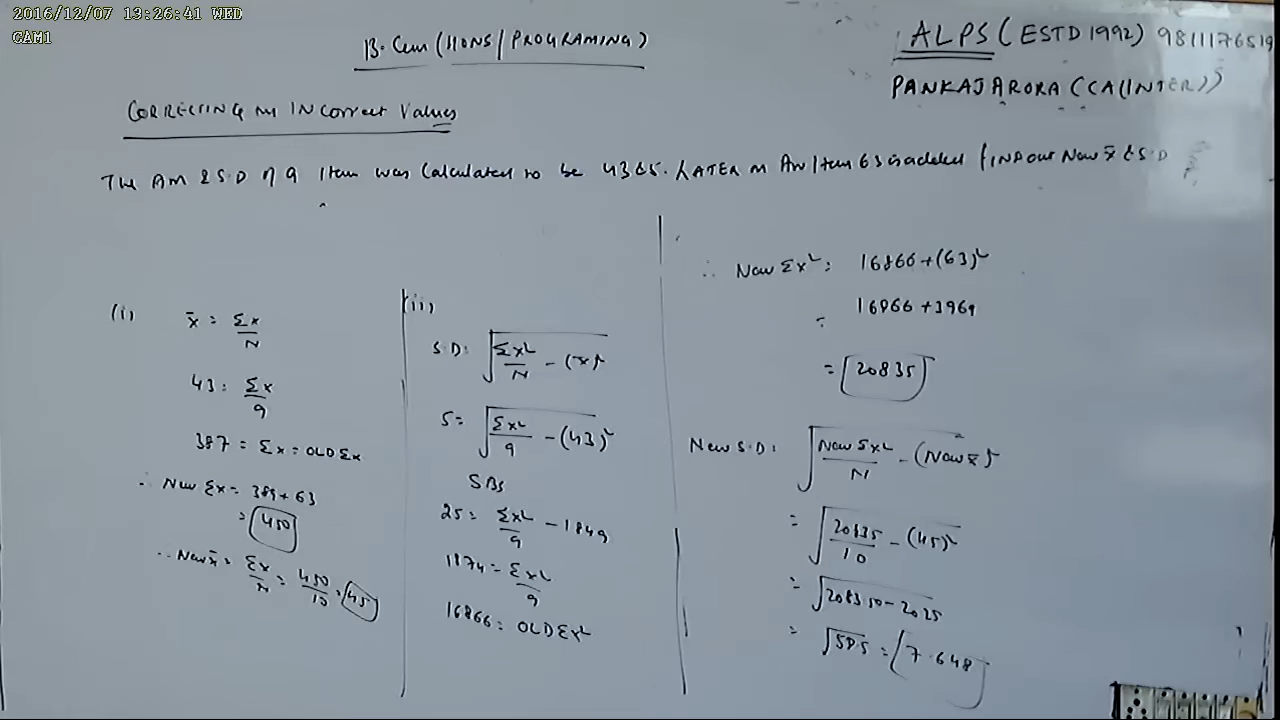 2016/12/07 13:26:41 WED
CAM1
B.Com (HONS/PROGRAMING)
ALPS (ESTD 1992) 9811176519
PANKAJ ARORA (CA(INTER))
CORRECTING IN INCorrect Values
The AM & S.D of 9 Item was Calculated to be 43 & 5. LATER on An Item 63 is added FIND out New x̄ & S.D
(i)
x̄ = Σx/N
43 = Σx/9
387 = Σx = OLD Σx
∴ New Σx = 387 + 63
= 450
∴ New x̄ = Σx/N = 450/10 = 45
(ii)
S.D = √(Σx²/N - (x̄)²)
5 = √(Σx²/9 - (43)²)
SBS
25 = Σx²/9 - 1849
1874 = Σx²/9
16866 = OLD Σx²
∴ New Σx² = 16866 + (63)²
= 16866 + 3969
= 20835
New S.D = √(New Σx²/N - (New x̄)²)
= √(20835/10 - (45)²)
= √(2083.50 - 2025)
= √58.5 = 7.648